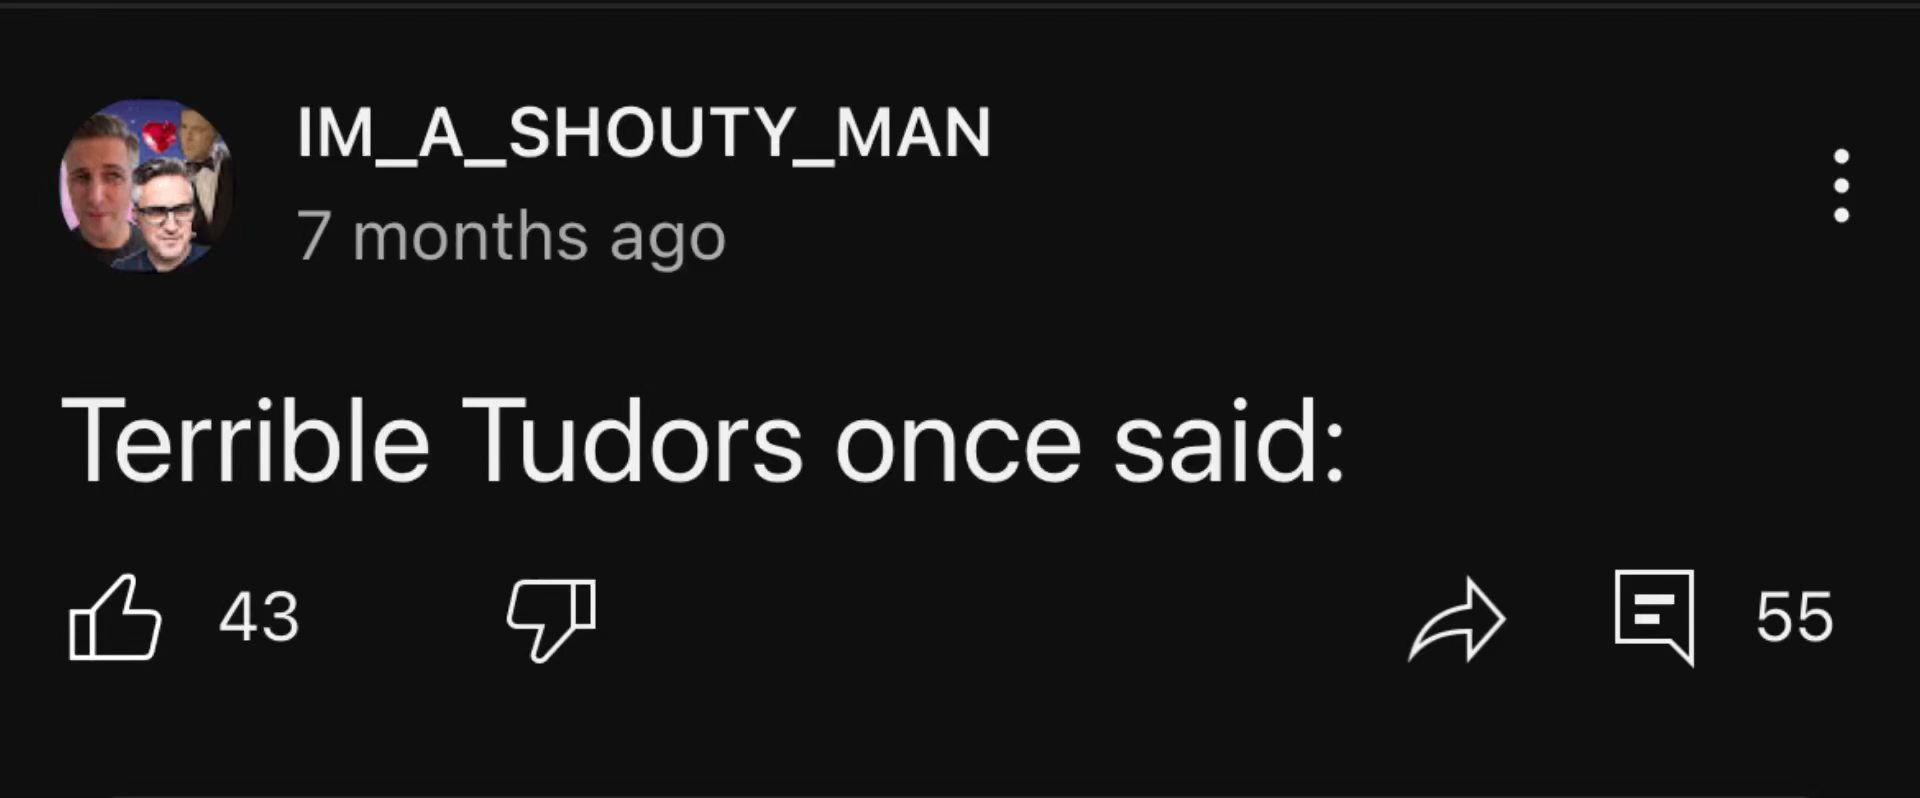 IM_A_SHOUTY_MAN
7 months ago
Terrible Tudors once said:
43
55